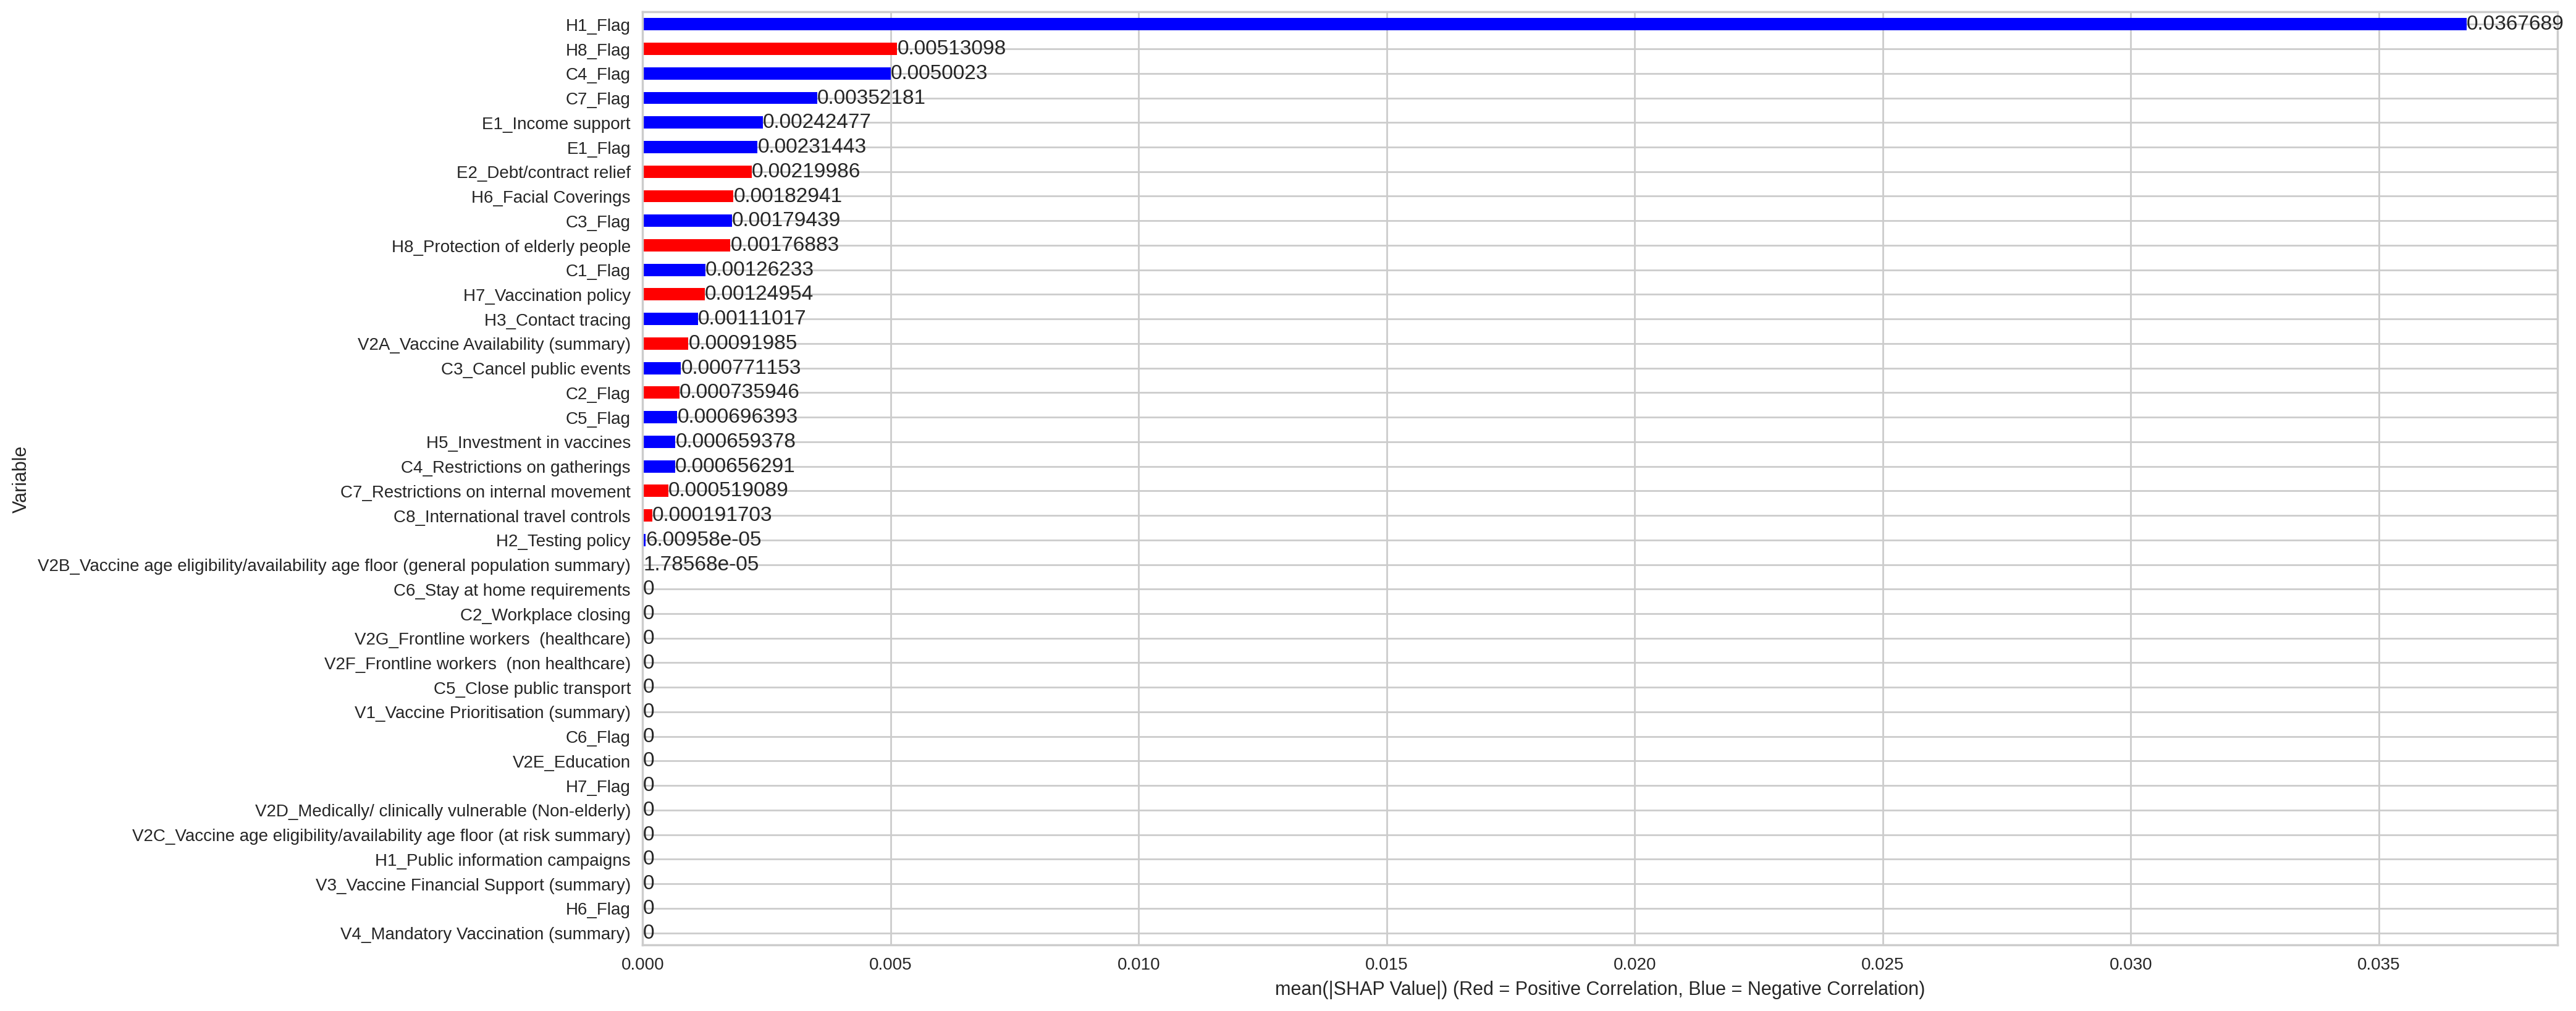 H1_Flag 0.0367689
H8_Flag 0.00513098
C4_Flag 0.0050023
C7_Flag 0.00352181
E1_Income support 0.00242477
E1_Flag 0.00231443
E2_Debt/contract relief 0.00219986
H6_Facial Coverings 0.00182941
C3_Flag 0.00179439
H8_Protection of elderly people 0.00176883
C1_Flag 0.00126233
H7_Vaccination policy 0.00124954
H3_Contact tracing 0.00111017
V2A_Vaccine Availability (summary) 0.00091985
C3_Cancel public events 0.000771153
C2_Flag 0.000735946
C5_Flag 0.000696393
H5_Investment in vaccines 0.000659378
C4_Restrictions on gatherings 0.000656291
C7_Restrictions on internal movement 0.000519089
C8_International travel controls 0.000191703
H2_Testing policy 6.00958e-05
V2B_Vaccine age eligibility/availability age floor (general population summary) 1.78568e-05
C6_Stay at home requirements 0
C2_Workplace closing 0
V2G_Frontline workers  (healthcare) 0
V2F_Frontline workers  (non healthcare) 0
C5_Close public transport 0
V1_Vaccine Prioritisation (summary) 0
C6_Flag 0
V2E_Education 0
H7_Flag 0
V2D_Medically/ clinically vulnerable (Non-elderly) 0
V2C_Vaccine age eligibility/availability age floor (at risk summary) 0
H1_Public information campaigns 0
V3_Vaccine Financial Support (summary) 0
H6_Flag 0
V4_Mandatory Vaccination (summary) 0
Variable
0.000 0.005 0.010 0.015 0.020 0.025 0.030 0.035
mean(|SHAP Value|) (Red = Positive Correlation, Blue = Negative Correlation)